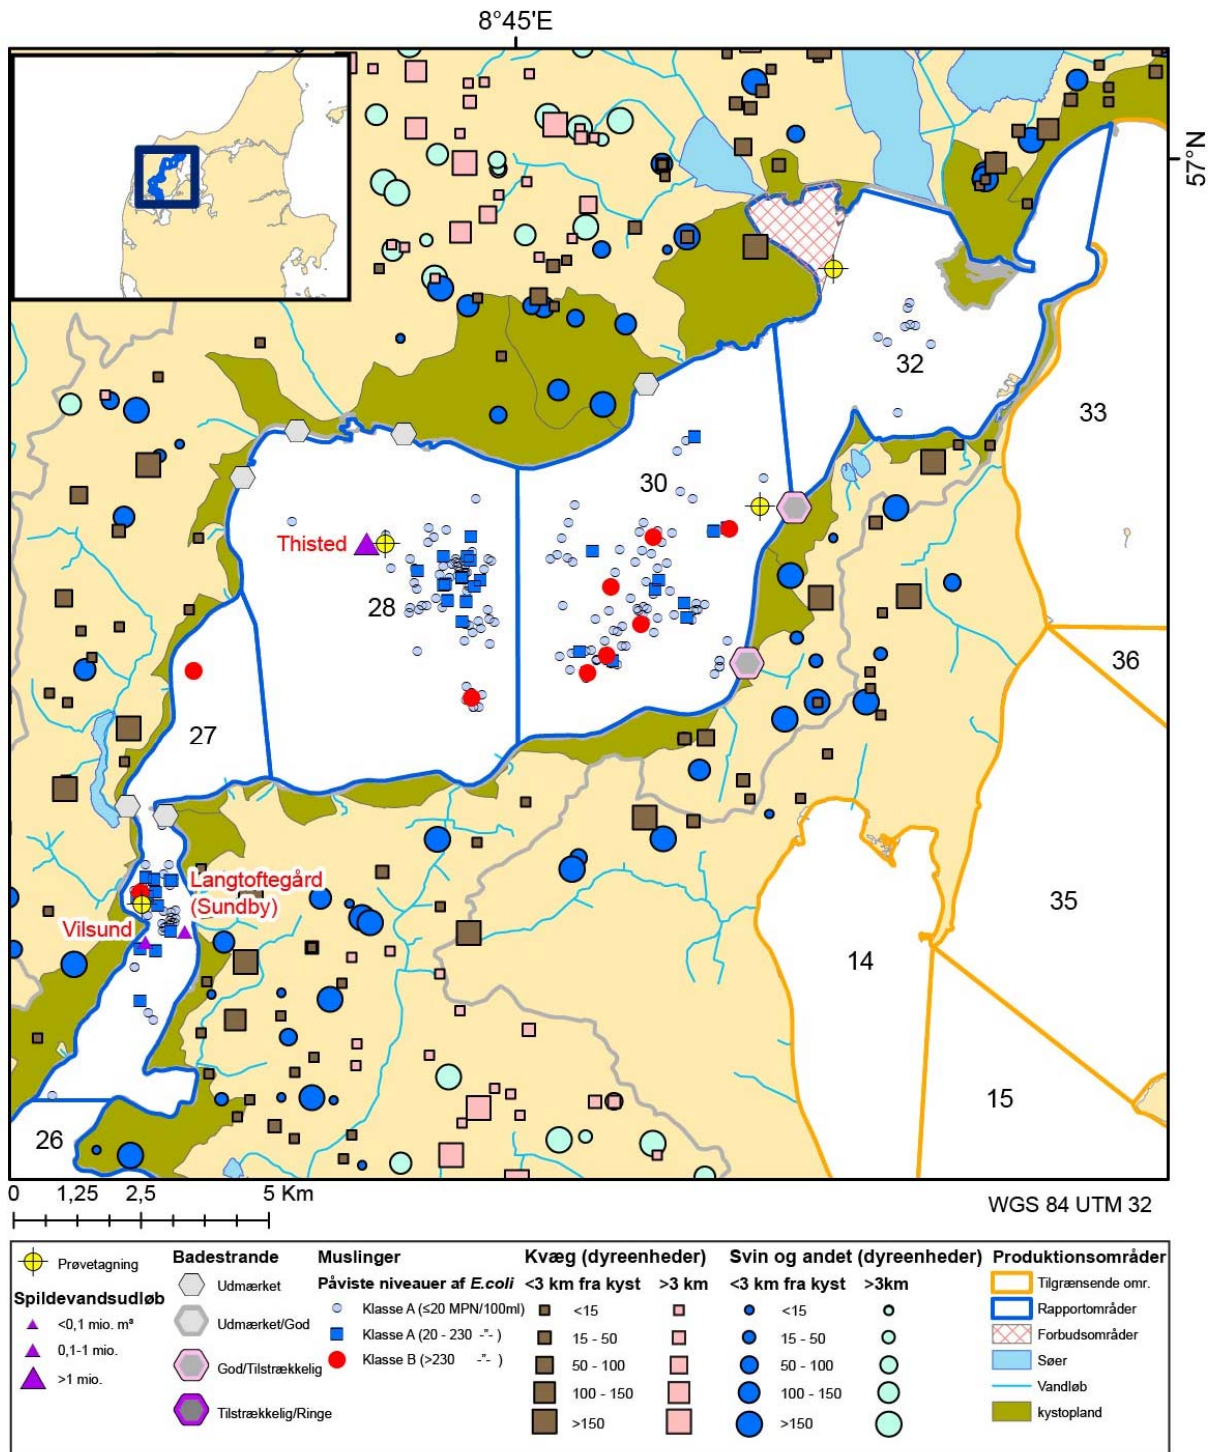 8°45'E
57°N
32
33
30
Thisted
28
36
27
Langtoftegård
(Sundby)
Vilsund
35
14
15
26
0 1,25 2,5 5 Km
WGS 84 UTM 32
Prøvetagning
Spildevandsudløb
<0,1 mio. m³
0,1-1 mio.
>1 mio.
Badestrande
Udmærket
Udmærket/God
God/Tilstrækkelig
Tilstrækkelig/Ringe
Muslinger
Påviste niveauer af E.coli
Klasse A (≤20 MPN/100ml)
Klasse A (20 - 230 -"- )
Klasse B (>230 -"- )
Kvæg (dyreenheder)
<3 km fra kyst >3 km
<15
15 - 50
50 - 100
100 - 150
>150
Svin og andet (dyreenheder)
<3 km fra kyst >3km
<15
15 - 50
50 - 100
100 - 150
>150
Produktionsområder
Tilgrænsende omr.
Rapportområder
Forbudsområder
Søer
Vandløb
kystopland